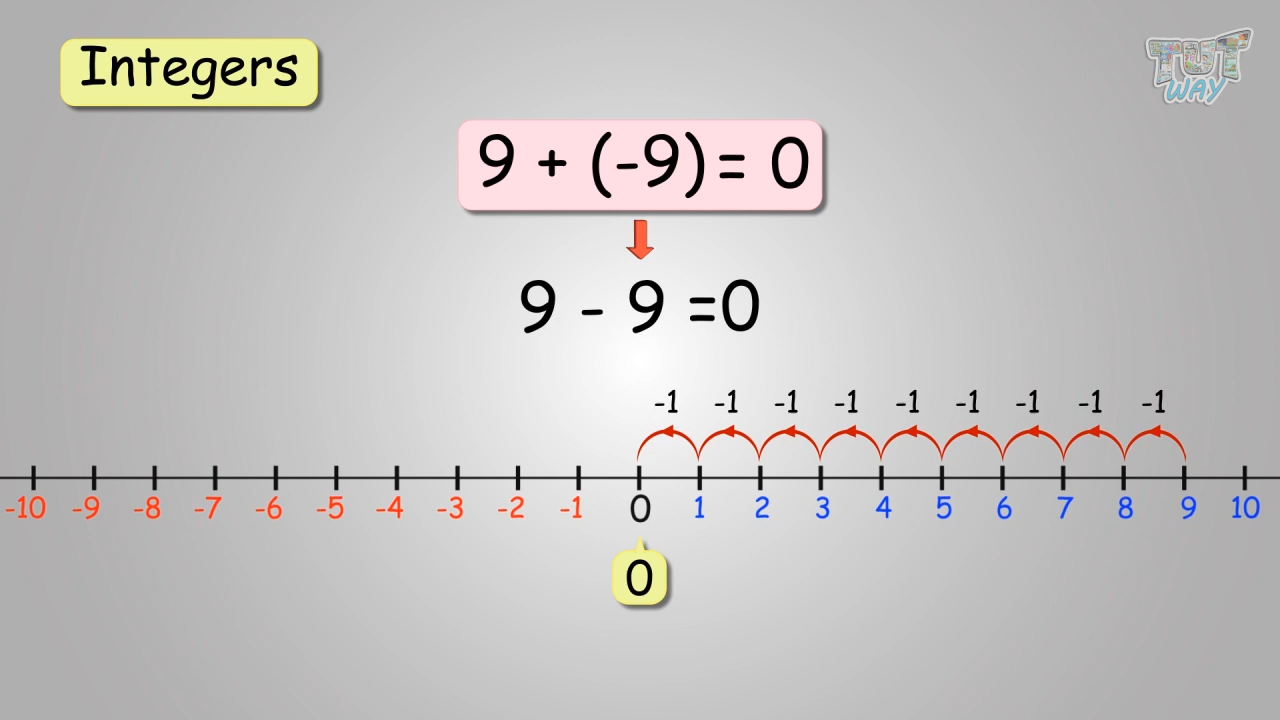 Integers
TUT
WAY
9 + (-9) = 0
9 - 9 =0
-1 -1 -1 -1 -1 -1 -1 -1 -1
-10 -9 -8 -7 -6 -5 -4 -3 -2 -1 0 1 2 3 4 5 6 7 8 9 10
0